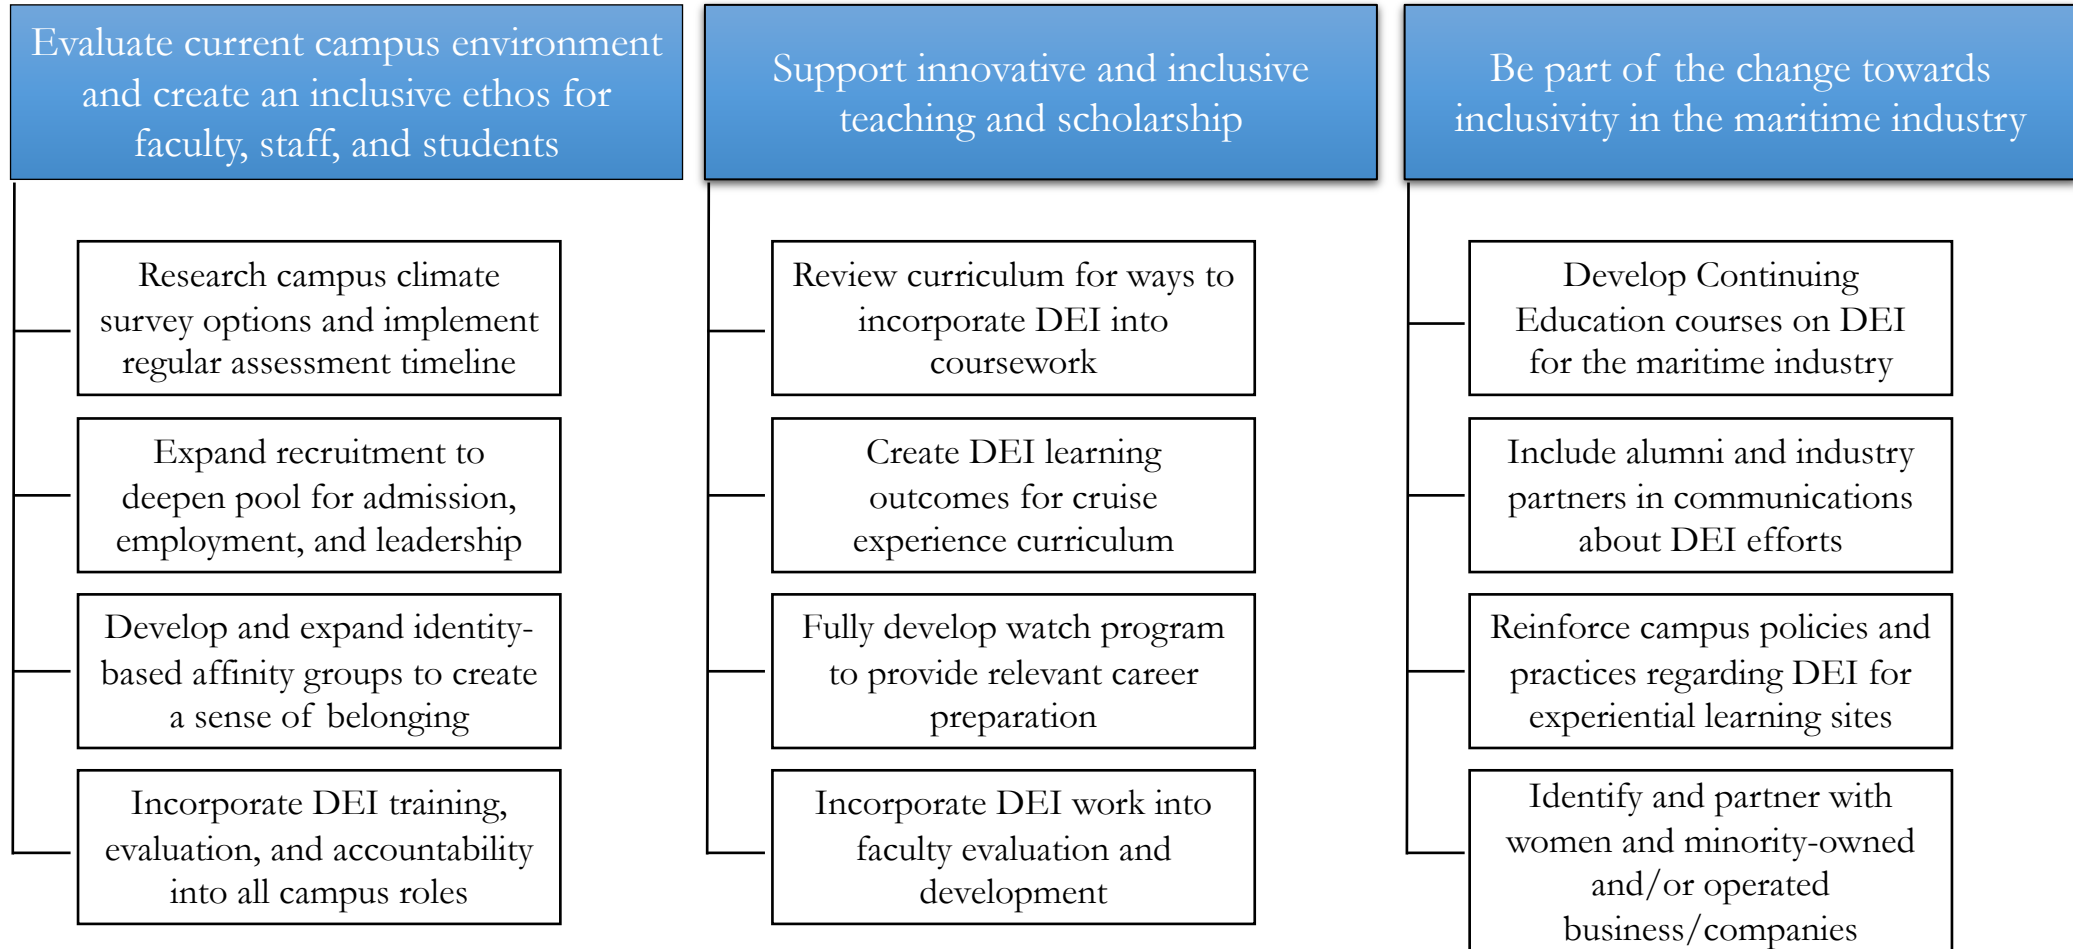 Evaluate current campus environment
and create an inclusive ethos for
faculty, staff, and students
Research campus climate
survey options and implement
regular assessment timeline
Expand recruitment to
deepen pool for admission,
employment, and leadership
Develop and expand identity-
based affinity groups to create
a sense of belonging
Incorporate DEI training,
evaluation, and accountability
into all campus roles
Support innovative and inclusive
teaching and scholarship
Review curriculum for ways to
incorporate DEI into
coursework
Create DEI learning
outcomes for cruise
experience curriculum
Fully develop watch program
to provide relevant career
preparation
Incorporate DEI work into
faculty evaluation and
development
Be part of the change towards
inclusivity in the maritime industry
Develop Continuing
Education courses on DEI
for the maritime industry
Include alumni and industry
partners in communications
about DEI efforts
Reinforce campus policies and
practices regarding DEI for
experiential learning sites
Identify and partner with
women and minority-owned
and/or operated
business/companies